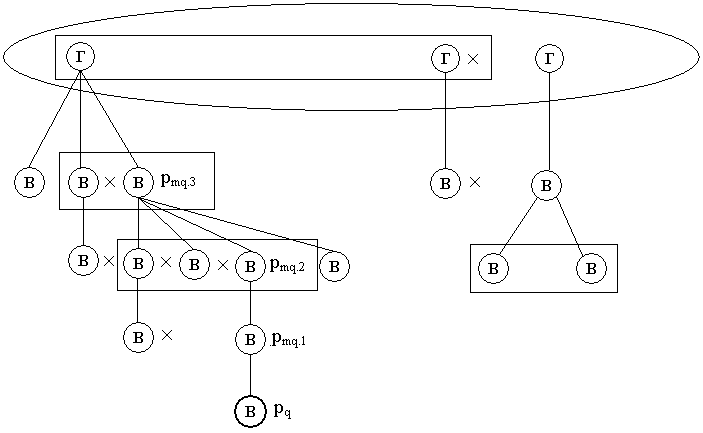 Г Г × Г
В В × В p_mq.3 В × В
В × В × В × В p_mq.2 В В В
В × В p_mq.1
В p_q